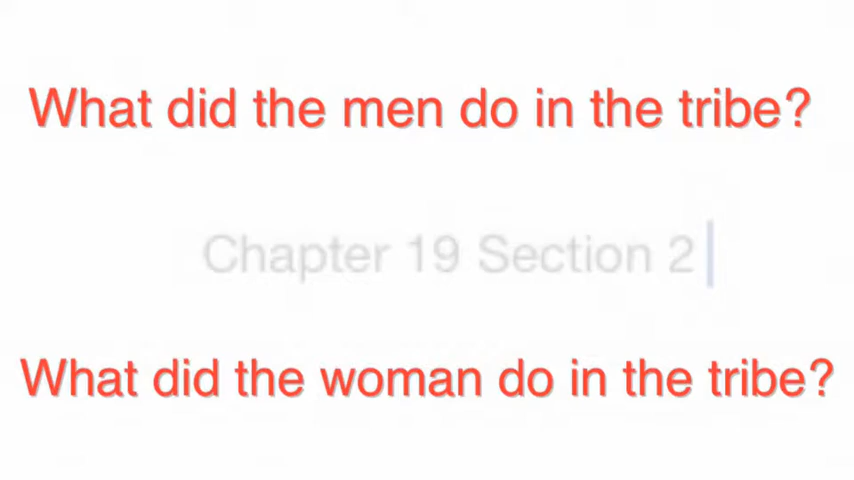 What did the men do in the tribe?
Chapter 19 Section 2
What did the woman do in the tribe?